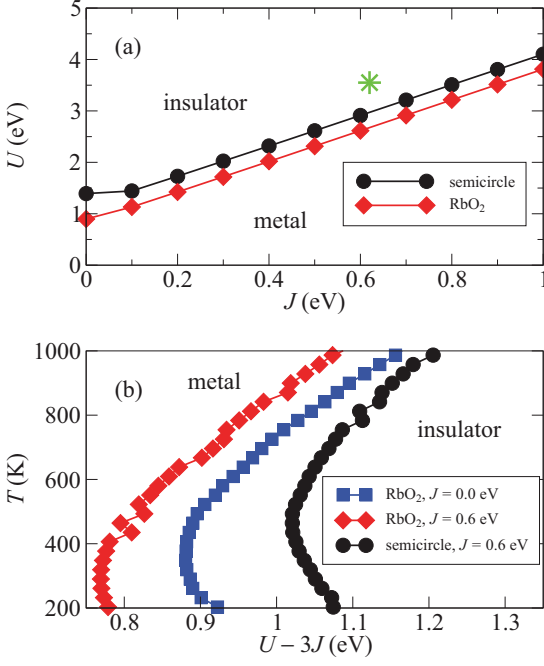 5
4
3
2
1
0
U (eV)
(a)
insulator
metal
semicircle
RbO₂
0 0.2 0.4 0.6 0.8 1
J (eV)
1000
800
600
400
200
T (K)
(b)
metal
insulator
RbO₂, J = 0.0 eV
RbO₂, J = 0.6 eV
semicircle, J = 0.6 eV
0.8 0.9 1 1.1 1.2 1.3
U − 3J (eV)